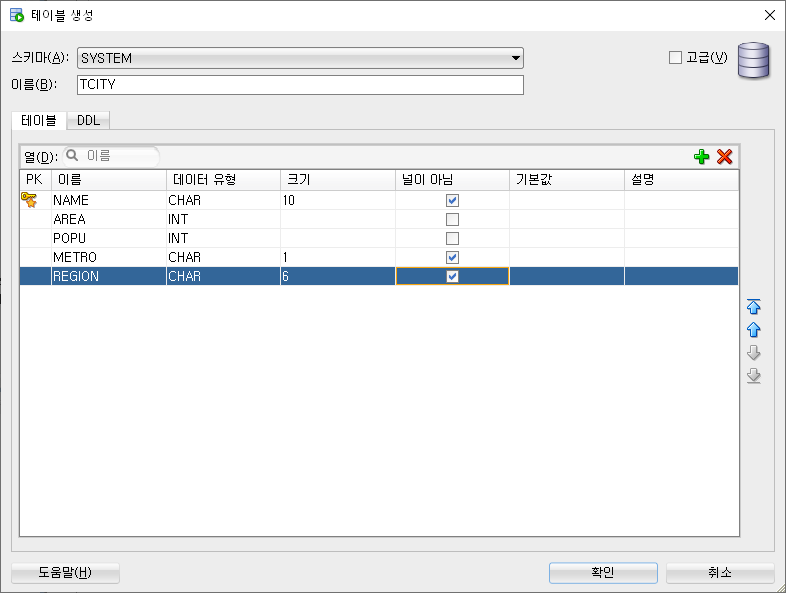 테이블 생성
스키마(A): SYSTEM 고급(V)
이름(B): TCITY
테이블 DDL
열(D): 이름
PK 이름 데이터 유형 크기 널이 아님 기본값 설명
NAME CHAR 10
AREA INT
POPU INT
METRO CHAR 1
REGION CHAR 6
도움말(H) 확인 취소